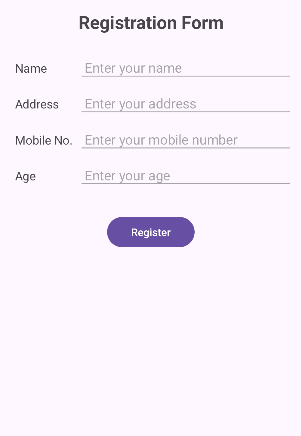 Registration Form
Name Enter your name
Address Enter your address
Mobile No. Enter your mobile number
Age Enter your age
Register